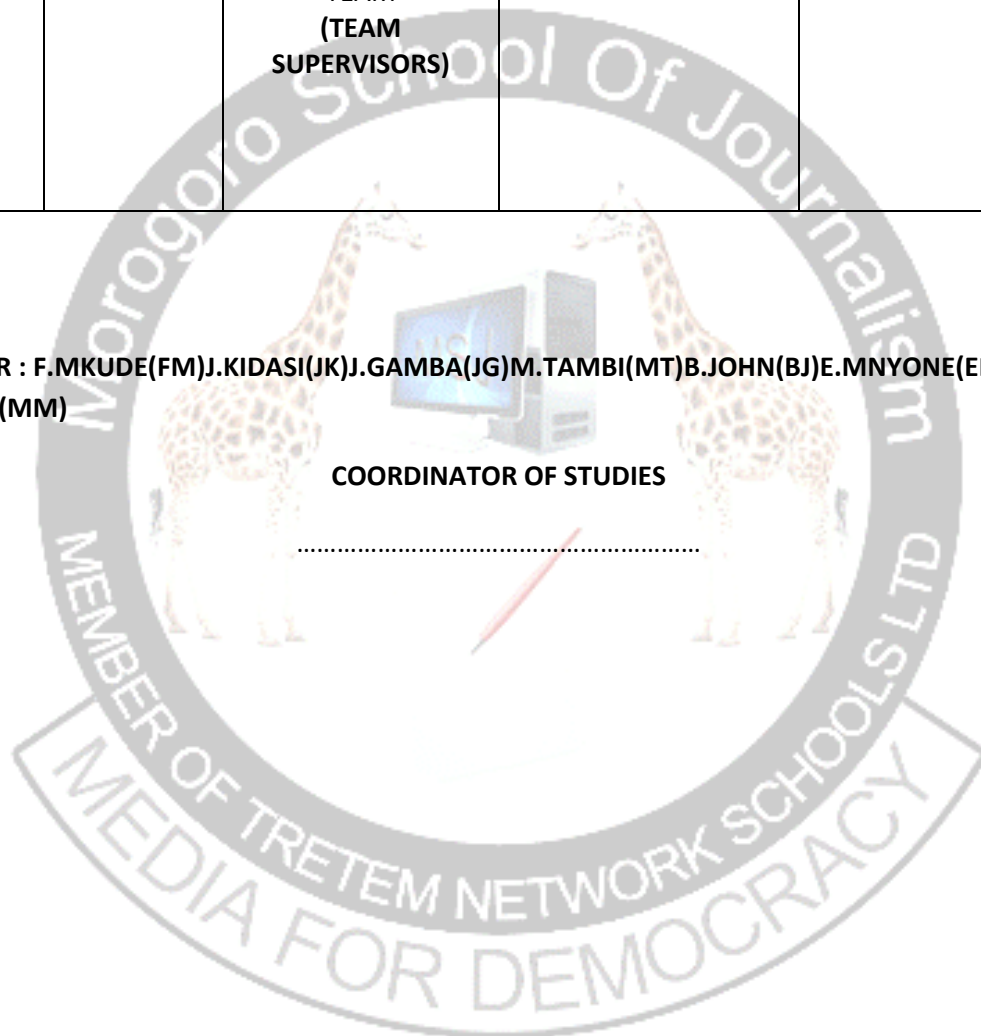 (TEAM
SUPERVISORS)
R : F.MKUDE(FM)J.KIDASI(JK)J.GAMBA(JG)M.TAMBI(MT)B.JOHN(BJ)E.MNYONE(E
(MM)
COORDINATOR OF STUDIES
............................................................
Morogoro School Of Journalism
MEMBER OF TRETEM NETWORK SCHOOLS LTD
MEDIA FOR DEMOCRACY